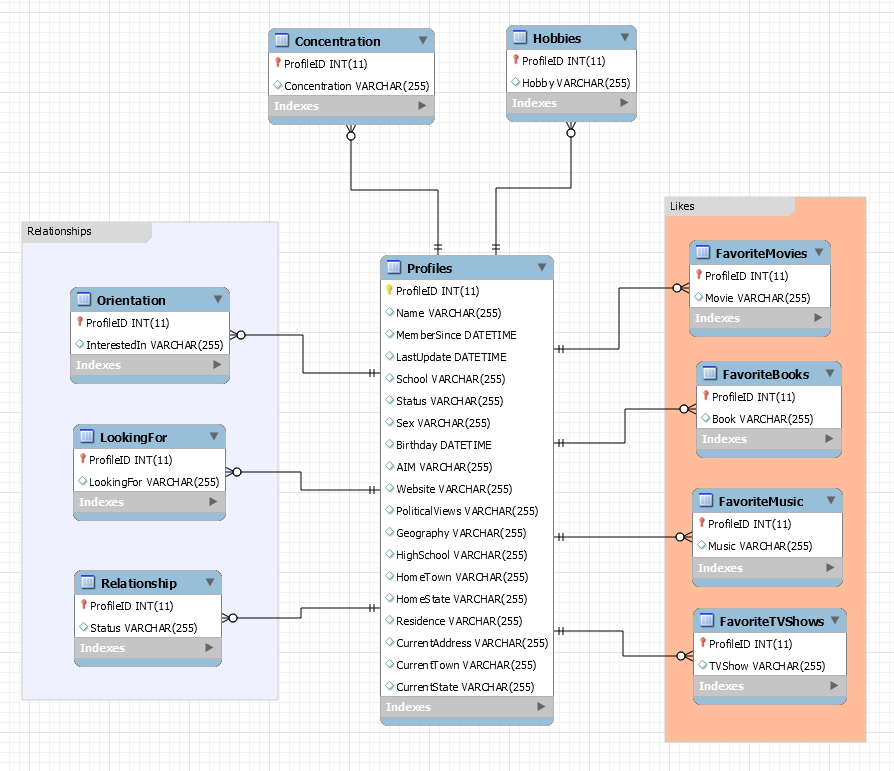 Concentration
ProfileID INT(11)
Concentration VARCHAR(255)
Indexes
Hobbies
ProfileID INT(11)
Hobby VARCHAR(255)
Indexes
Relationships
Orientation
ProfileID INT(11)
InterestedIn VARCHAR(255)
Indexes
LookingFor
ProfileID INT(11)
LookingFor VARCHAR(255)
Indexes
Relationship
ProfileID INT(11)
Status VARCHAR(255)
Indexes
Profiles
ProfileID INT(11)
Name VARCHAR(255)
MemberSince DATETIME
LastUpdate DATETIME
School VARCHAR(255)
Status VARCHAR(255)
Sex VARCHAR(255)
Birthday DATETIME
AIM VARCHAR(255)
Website VARCHAR(255)
PoliticalViews VARCHAR(255)
Geography VARCHAR(255)
HighSchool VARCHAR(255)
HomeTown VARCHAR(255)
HomeState VARCHAR(255)
Residence VARCHAR(255)
CurrentAddress VARCHAR(255)
CurrentTown VARCHAR(255)
CurrentState VARCHAR(255)
Indexes
Likes
FavoriteMovies
ProfileID INT(11)
Movie VARCHAR(255)
Indexes
FavoriteBooks
ProfileID INT(11)
Book VARCHAR(255)
Indexes
FavoriteMusic
ProfileID INT(11)
Music VARCHAR(255)
Indexes
FavoriteTVShows
ProfileID INT(11)
TVShow VARCHAR(255)
Indexes